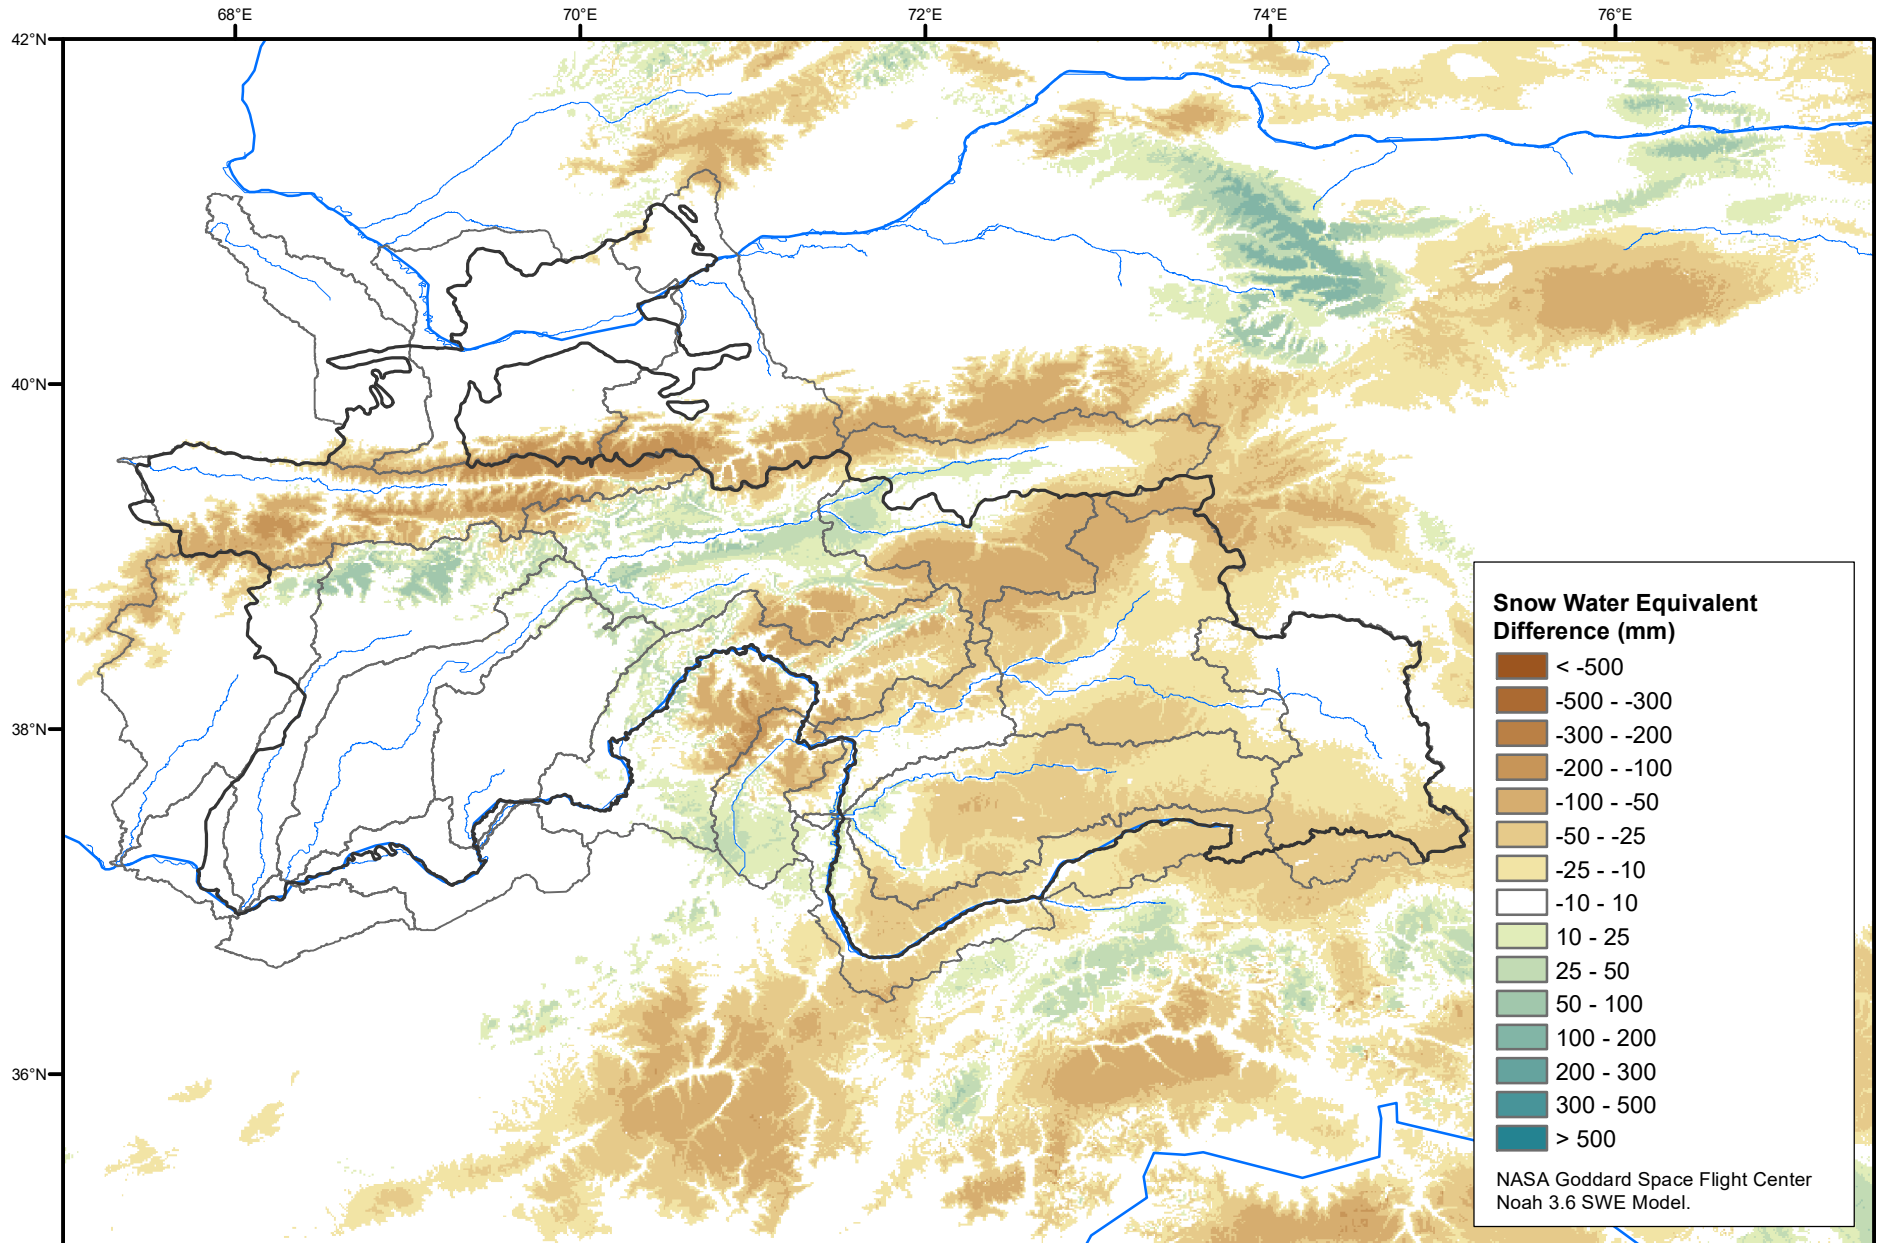 68°E
70°E
72°E
74°E
76°E
42°N
40°N
38°N
36°N
Snow Water Equivalent
Difference (mm)
< -500
-500 - -300
-300 - -200
-200 - -100
-100 - -50
-50 - -25
-25 - -10
-10 - 10
10 - 25
25 - 50
50 - 100
100 - 200
200 - 300
300 - 500
> 500
NASA Goddard Space Flight Center
Noah 3.6 SWE Model.